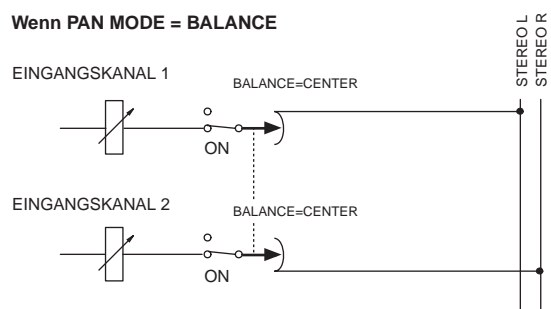 Wenn PAN MODE = BALANCE
STEREO L
STEREO R
EINGANGSKANAL 1
BALANCE=CENTER
ON
EINGANGSKANAL 2
BALANCE=CENTER
ON